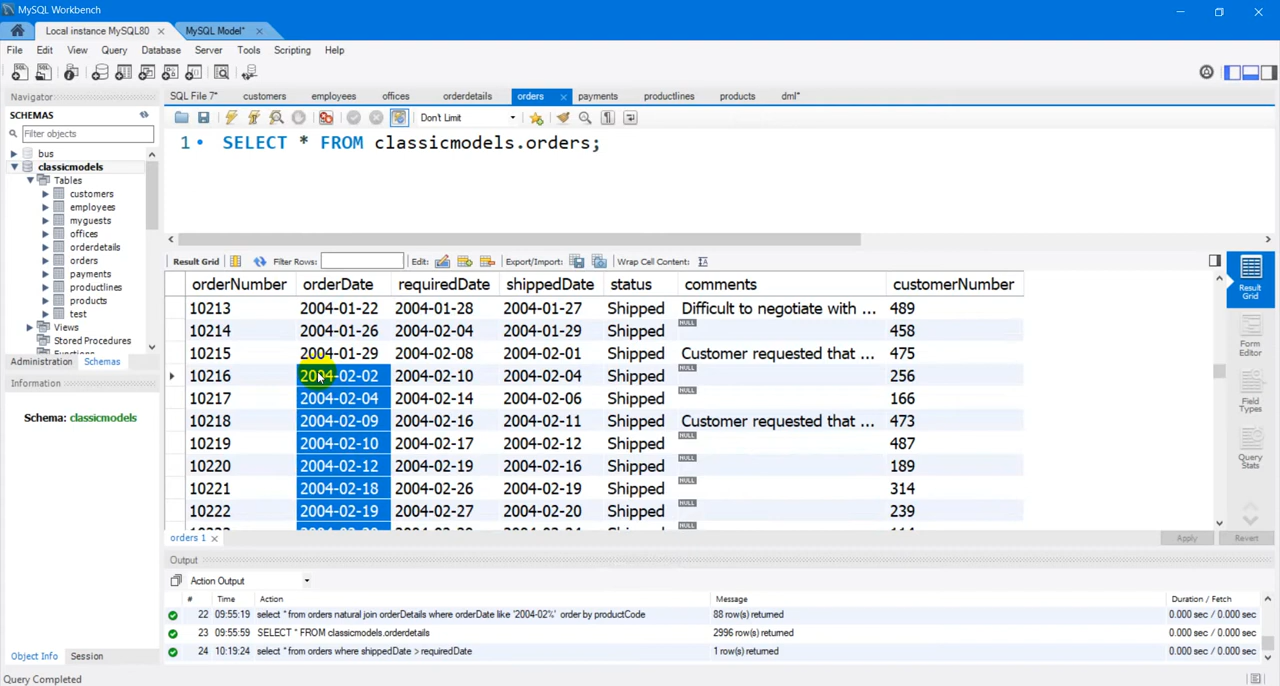 MySQL Workbench
Local instance MySQL80 MySQL Model*
File Edit View Query Database Server Tools Scripting Help
Navigator
SQL File 7* customers employees offices orderdetails orders payments productlines products dml*
SCHEMAS
Don't Limit
Filter objects
1 SELECT * FROM classicmodels.orders;
bus
classicmodels
Tables
customers
employees
myguests
offices
orderdetails
orders
payments
productlines
products
test
Views
Stored Procedures
Administration Schemas
Information
Schema: classicmodels
Result Grid Filter Rows: Edit: Export/Import: Wrap Cell Content:
orderNumber orderDate requiredDate shippedDate status comments customerNumber
10213 2004-01-22 2004-01-28 2004-01-27 Shipped Difficult to negotiate with ... 489
10214 2004-01-26 2004-02-04 2004-01-29 Shipped NULL 458
10215 2004-01-29 2004-02-08 2004-02-01 Shipped Customer requested that ... 475
10216 2004-02-02 2004-02-10 2004-02-04 Shipped NULL 256
10217 2004-02-04 2004-02-14 2004-02-06 Shipped NULL 166
10218 2004-02-09 2004-02-16 2004-02-11 Shipped Customer requested that ... 473
10219 2004-02-10 2004-02-17 2004-02-12 Shipped NULL 487
10220 2004-02-12 2004-02-19 2004-02-16 Shipped NULL 189
10221 2004-02-18 2004-02-26 2004-02-19 Shipped NULL 314
10222 2004-02-19 2004-02-27 2004-02-20 Shipped NULL 239
NULL
Result Grid
Form Editor
Field Types
Query Stats
orders 1 Apply Revert
Output
Action Output
# Time Action Message Duration / Fetch
22 09:55:19 select * from orders natural join orderDetails where orderDate like '2004-02%' order by productCode 88 row(s) returned 0.000 sec / 0.000 sec
23 09:55:59 SELECT * FROM classicmodels.orderdetails 2996 row(s) returned 0.000 sec / 0.000 sec
24 10:19:24 select * from orders where shippedDate > requiredDate 1 row(s) returned 0.000 sec / 0.000 sec
Object Info Session
Query Completed